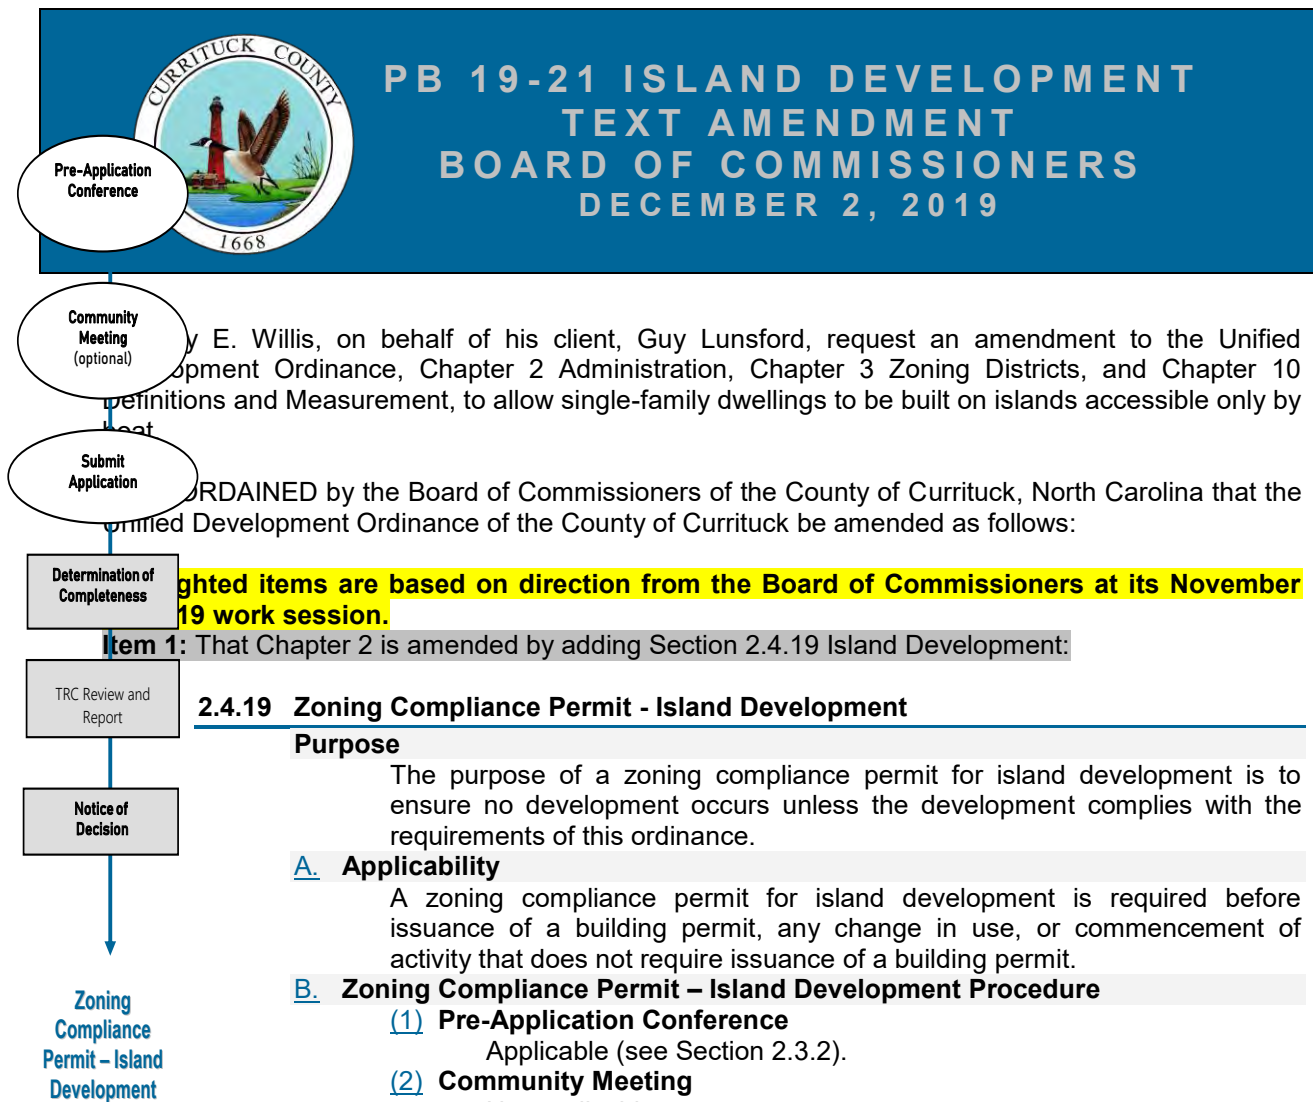 CURRITUCK COUNTY
1668
PB 19-21 ISLAND DEVELOPMENT
TEXT AMENDMENT
BOARD OF COMMISSIONERS
DECEMBER 2, 2019
Pre-Application
Conference
Community
Meeting
(optional)
Submit
Application
Determination of
Completeness
TRC Review and
Report
Notice of
Decision
Zoning
Compliance
Permit – Island
Development
E. Willis, on behalf of his client, Guy Lunsford, request an amendment to the Unified
Ordinance, Chapter 2 Administration, Chapter 3 Zoning Districts, and Chapter 10
Definitions and Measurement, to allow single-family dwellings to be built on islands accessible only by
boat
ORDAINED by the Board of Commissioners of the County of Currituck, North Carolina that the
Unified Development Ordinance of the County of Currituck be amended as follows:
items are based on direction from the Board of Commissioners at its November
19 work session.
Item 1: That Chapter 2 is amended by adding Section 2.4.19 Island Development:
2.4.19 Zoning Compliance Permit - Island Development
Purpose
The purpose of a zoning compliance permit for island development is to
ensure no development occurs unless the development complies with the
requirements of this ordinance.
A. Applicability
A zoning compliance permit for island development is required before
issuance of a building permit, any change in use, or commencement of
activity that does not require issuance of a building permit.
B. Zoning Compliance Permit – Island Development Procedure
(1) Pre-Application Conference
Applicable (see Section 2.3.2).
(2) Community Meeting